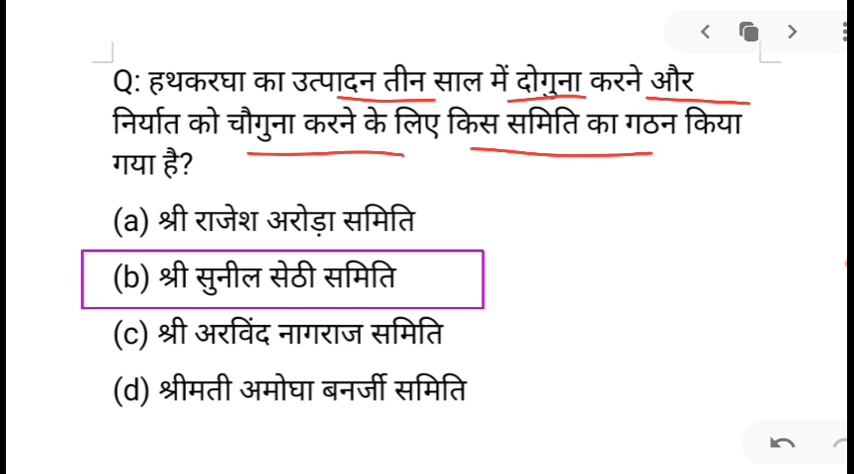 Q: हथकरघा का उत्पादन तीन साल में दोगुना करने और
निर्यात को चौगुना करने के लिए किस समिति का गठन किया
गया है?
(a) श्री राजेश अरोड़ा समिति
(b) श्री सुनील सेठी समिति
(c) श्री अरविंद नागराज समिति
(d) श्रीमती अमोघा बनर्जी समिति